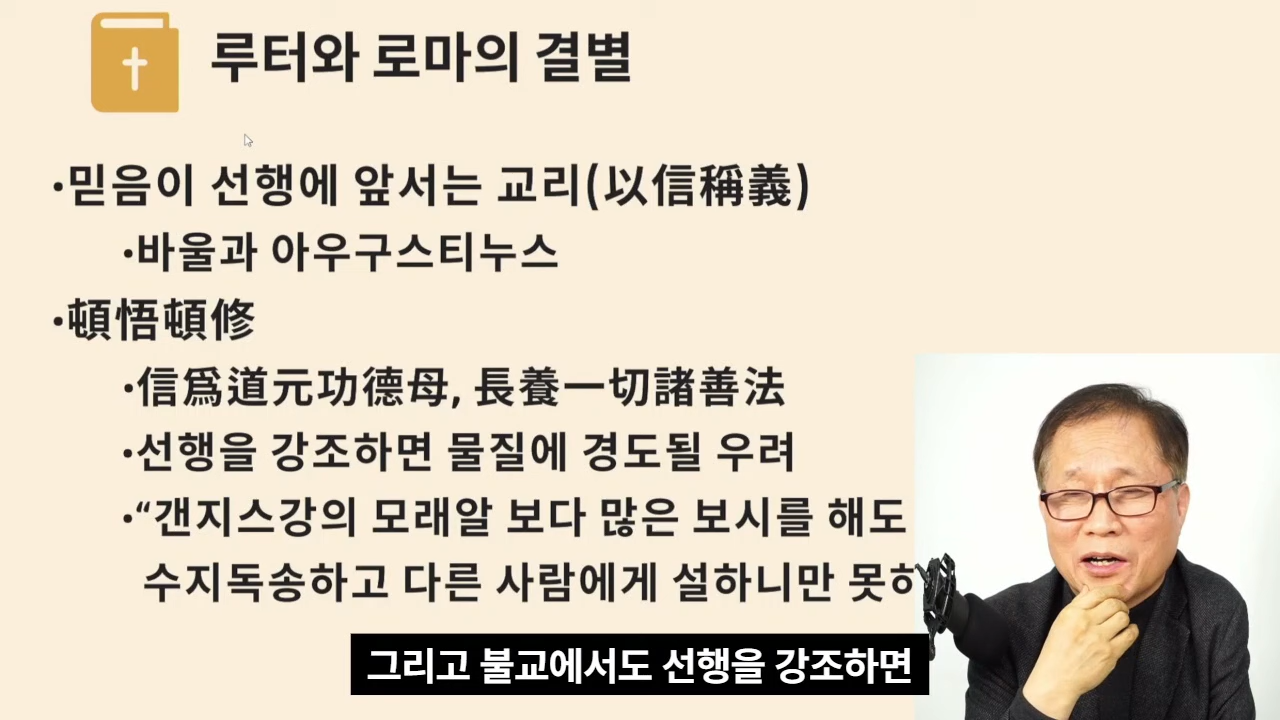 루터와 로마의 결별
•믿음이 선행에 앞서는 교리(以信稱義)
•바울과 아우구스티누스
•頓悟頓修
•信爲道元功德母, 長養一切諸善法
•선행을 강조하면 물질에 경도될 우려
•“갠지스강의 모래알 보다 많은 보시를 해도
수지독송하고 다른 사람에게 설하니만
그리고 불교에서도 선행을 강조하면